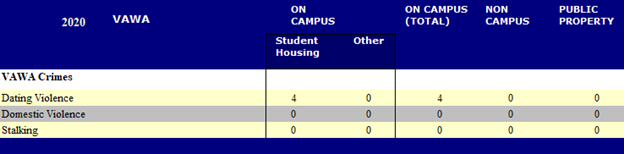 2020 VAWA ON CAMPUS ON CAMPUS (TOTAL) NON CAMPUS PUBLIC PROPERTY
Student Housing Other
VAWA Crimes
Dating Violence 4 0 4 0 0
Domestic Violence 0 0 0 0 0
Stalking 0 0 0 0 0